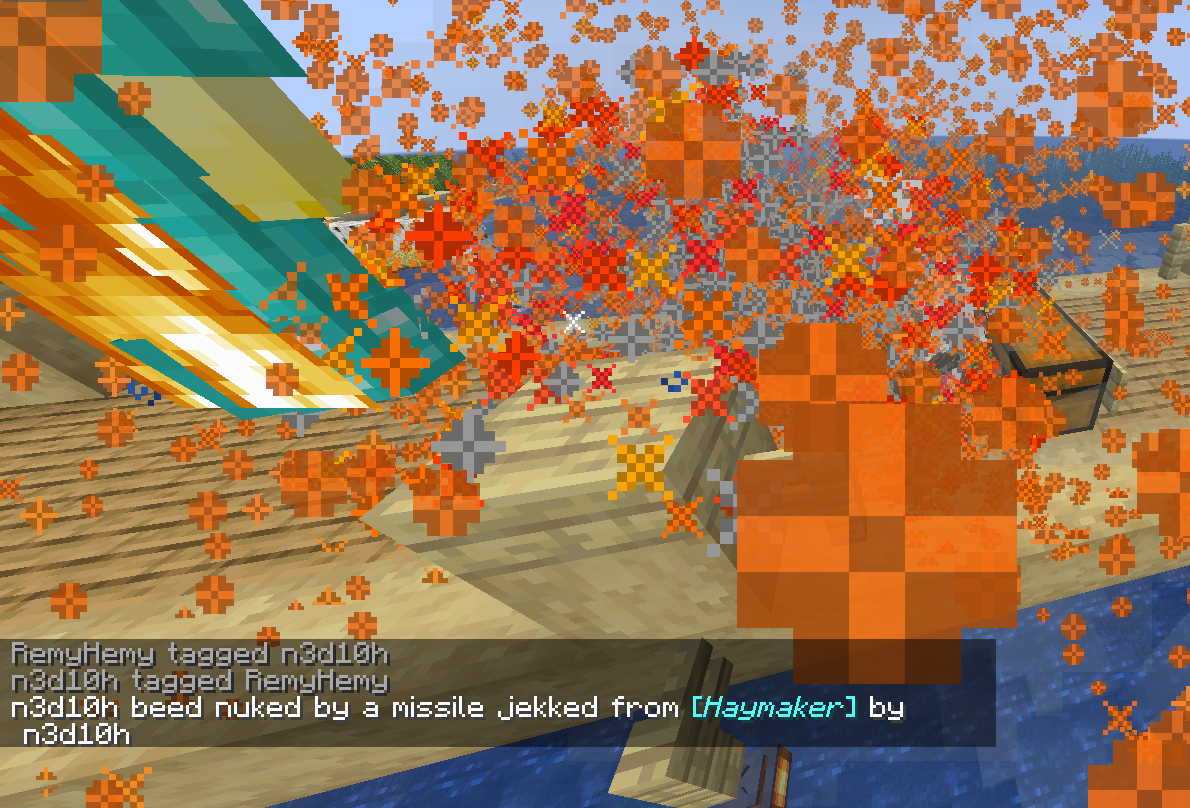 RemyHemy tagged n3d10h
n3d10h tagged RemyHemy
n3d10h beed nuked by a missile jekked from [Haymaker] by
n3d10h